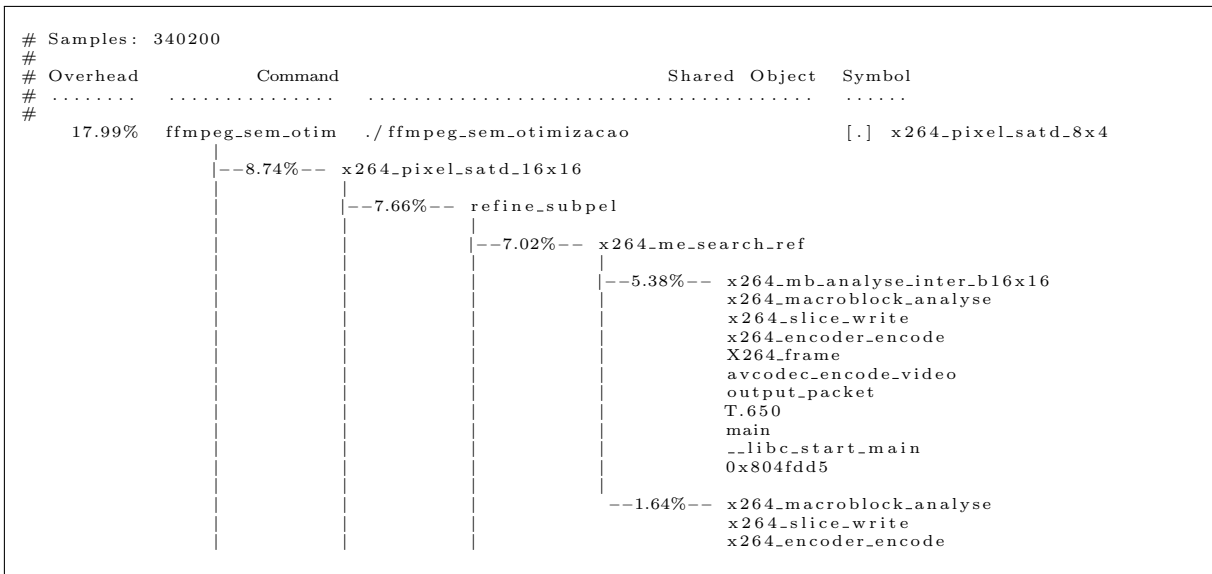 # Samples: 340200
#
# Overhead Command Shared Object Symbol
# ........ ............... ....................................... ......
#
17.99% ffmpeg_sem_otim ./ffmpeg_sem_otimizacao [.] x264_pixel_satd_8x4
|
|--8.74%-- x264_pixel_satd_16x16
| |
| |--7.66%-- refine_subpel
| | |
| | |--7.02%-- x264_me_search_ref
| | | |
| | | |--5.38%-- x264_mb_analyse_inter_b16x16
| | | | x264_macroblock_analyse
| | | | x264_slice_write
| | | | x264_encoder_encode
| | | | X264_frame
| | | | avcodec_encode_video
| | | | output_packet
| | | | T.650
| | | | main
| | | | __libc_start_main
| | | | 0x804fdd5
| | | |
| | | --1.64%-- x264_macroblock_analyse
| | | x264_slice_write
| | | x264_encoder_encode